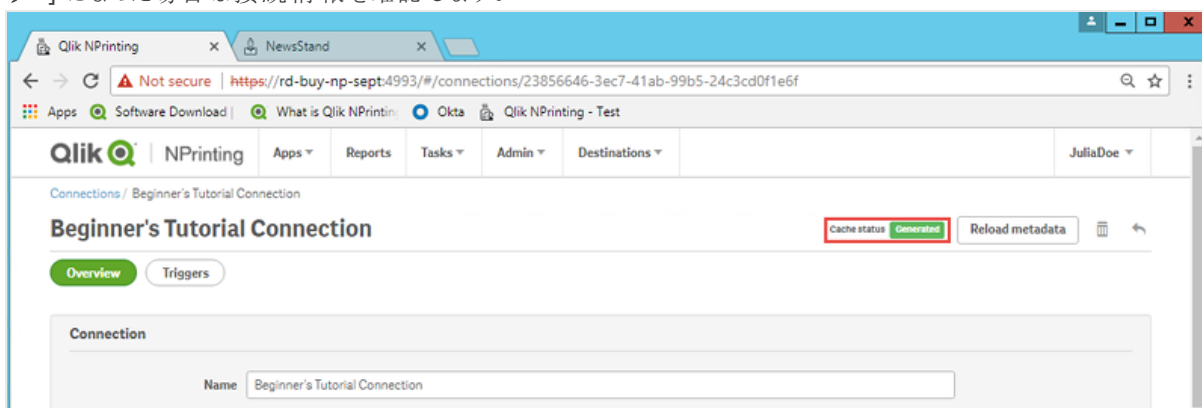 Qlik NPrinting
NewsStand
Not secure | https://rd-buy-np-sept:4993/#/connections/23856646-3ec7-41ab-99b5-24c3cd0f1e6f
Apps Software Download | What is Qlik NPrinting Okta Qlik NPrinting - Test
Qlik NPrinting Apps Reports Tasks Admin Destinations JuliaDoe
Connections / Beginner's Tutorial Connection
Beginner's Tutorial Connection Cache status Generated Reload metadata
Overview Triggers
Connection
Name Beginner's Tutorial Connection